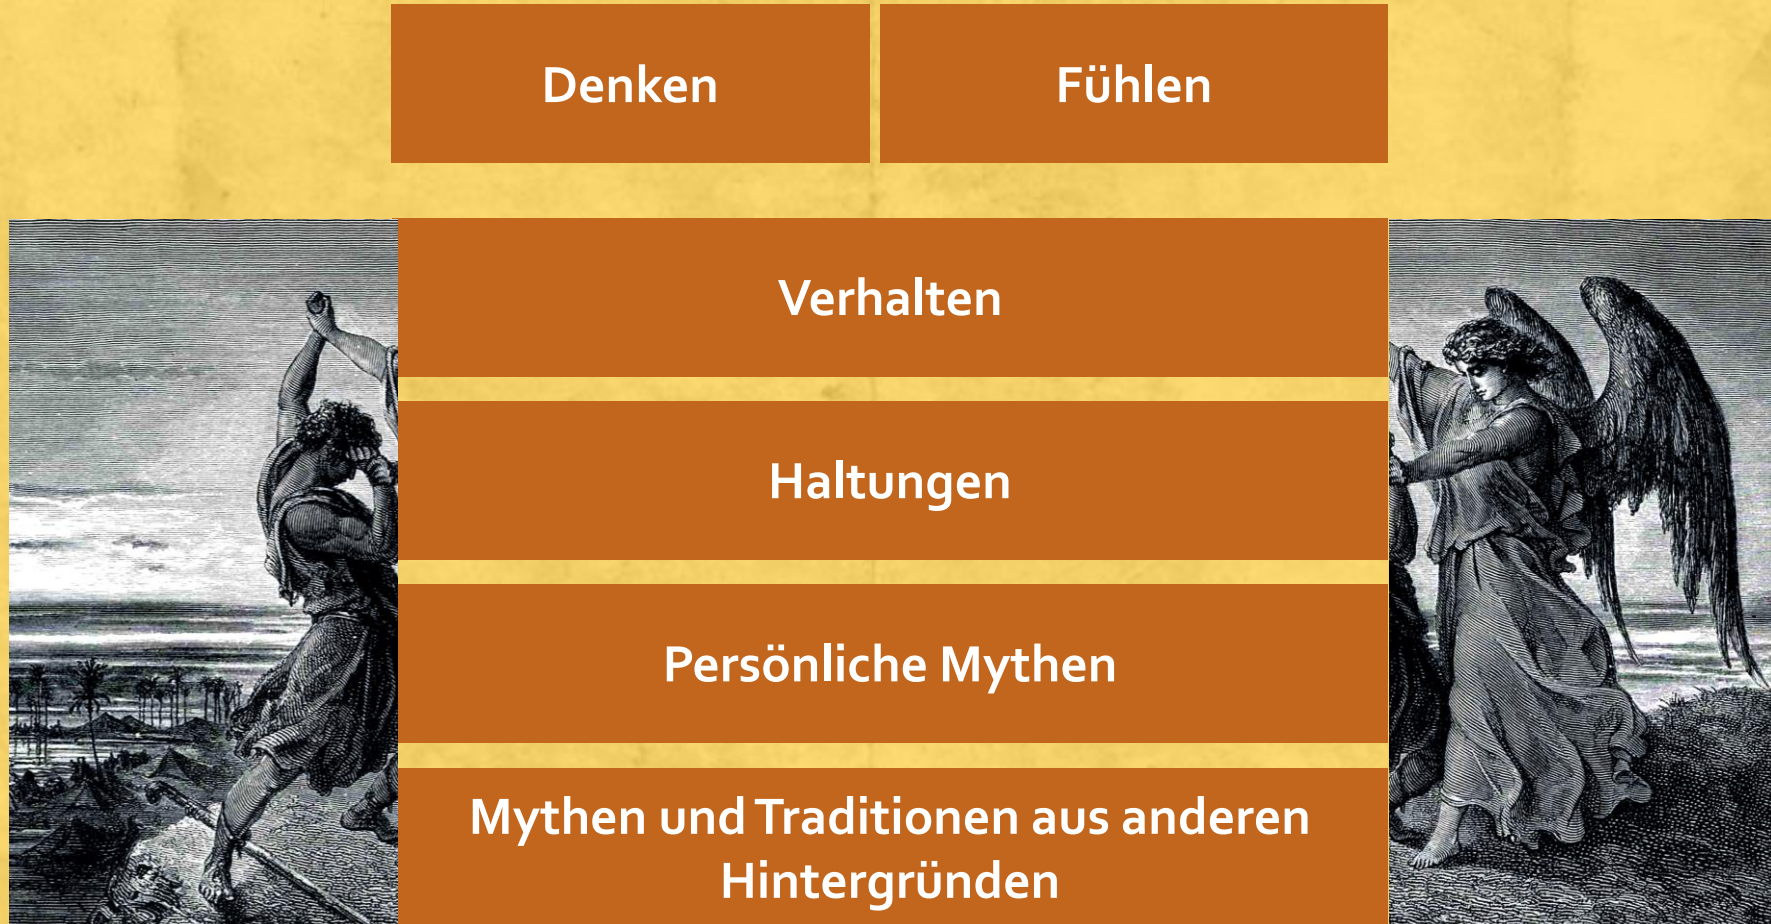 Denken
Fühlen
Verhalten
Haltungen
Persönliche Mythen
Mythen und Traditionen aus anderen
Hintergründen